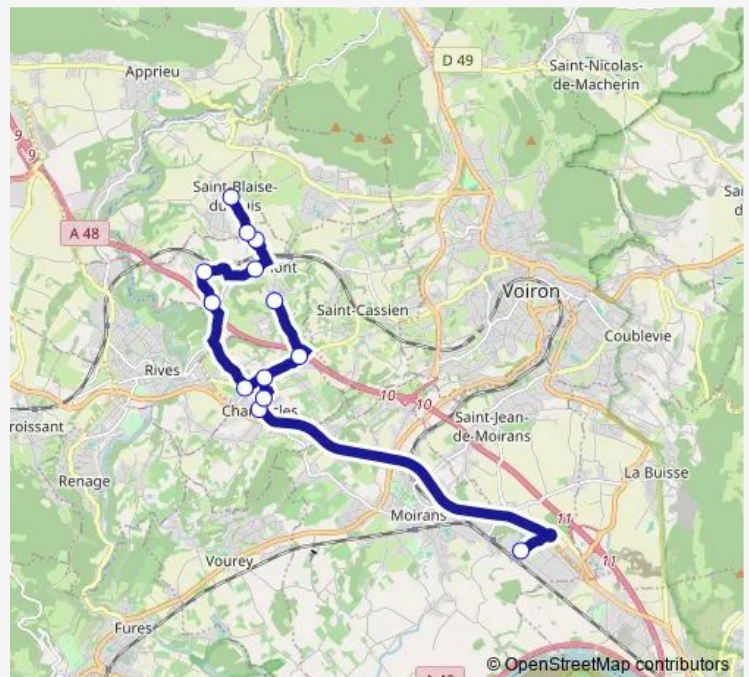 D 49
Saint-Nicolas-
de-Macherin
Apprieu
9
9
Saint-Blaise-
A 48
Saint-Cassien
Voiron
Coublevie
Rives
10
10
Saint-Jean-
de-Moirans
La Buisse
Renage
Moirans
11
11
Vourey
Fures
© OpenStreetMap contributors